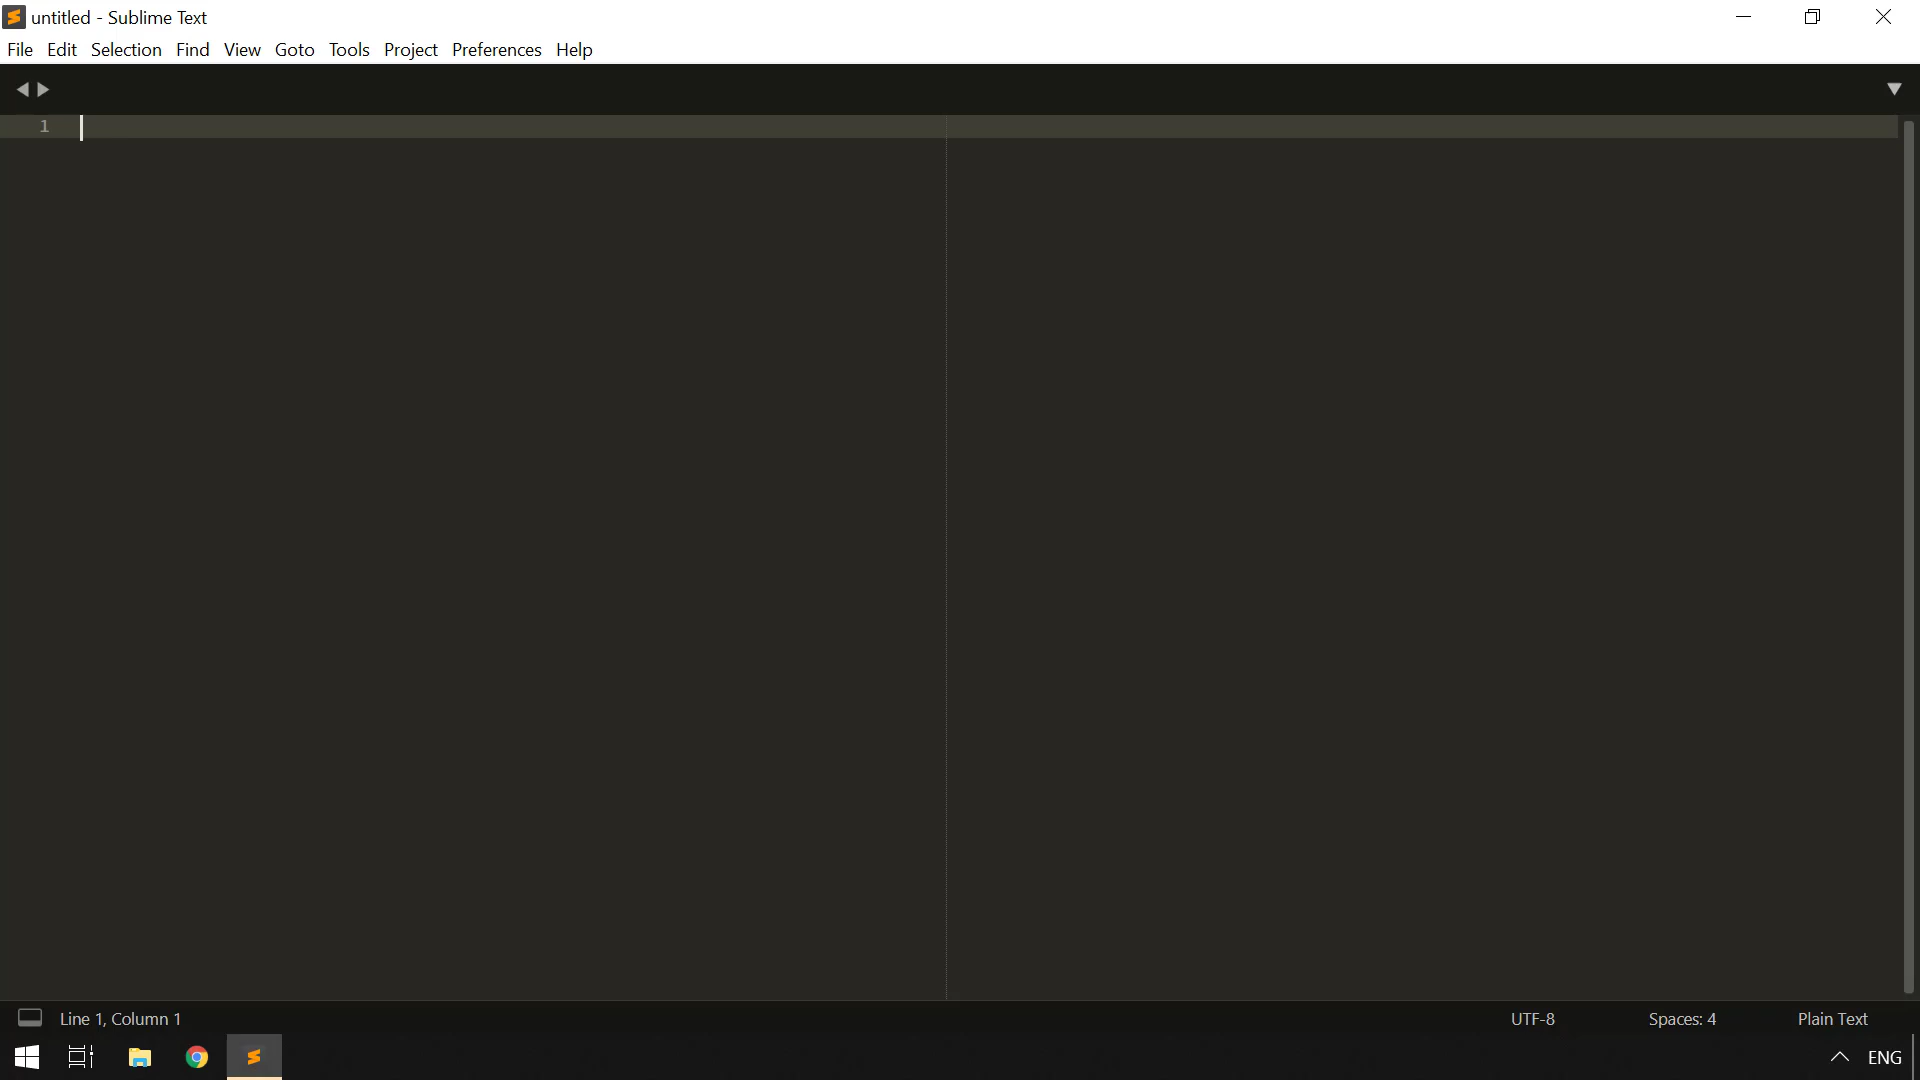 untitled - Sublime Text
File Edit Selection Find View Goto Tools Project Preferences Help
1
Line 1, Column 1 UTF-8 Spaces: 4 Plain Text
ENG